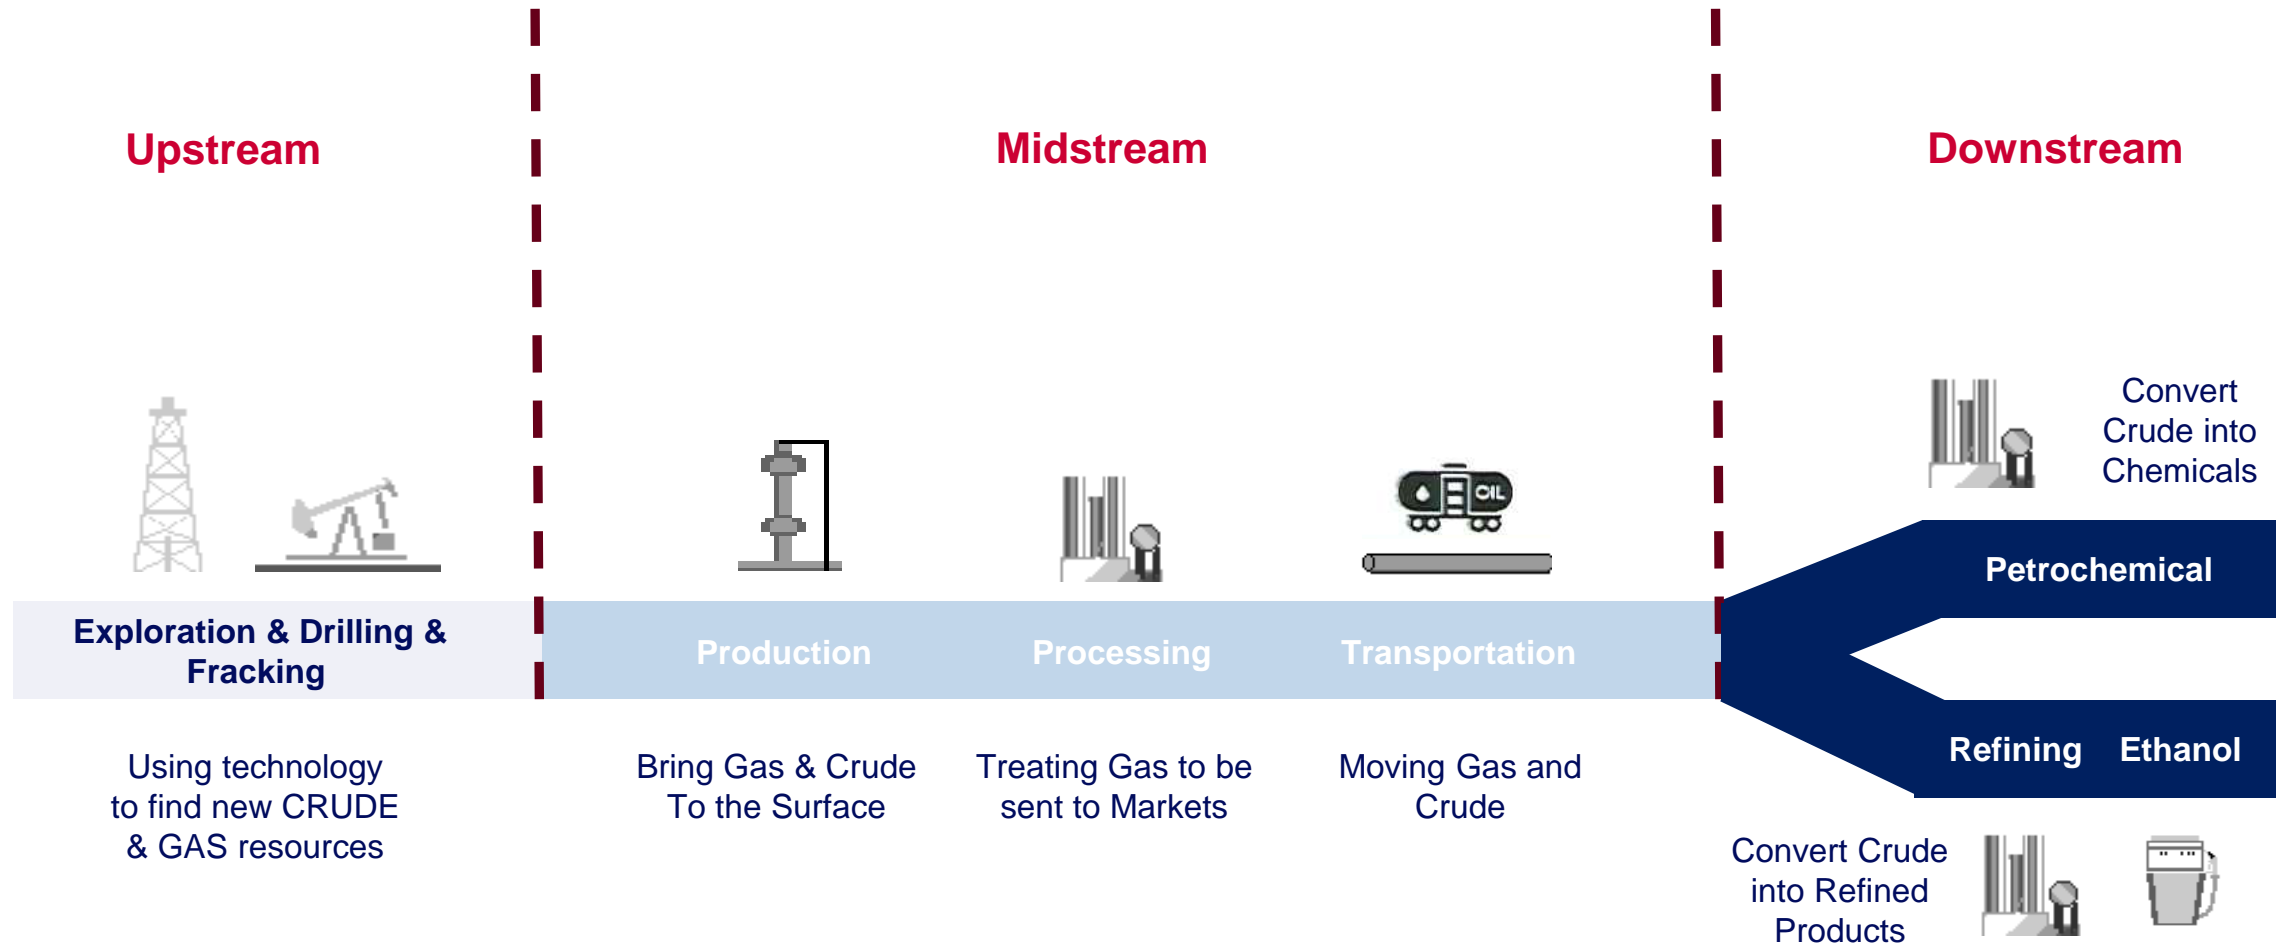 Upstream
Midstream
Downstream
Convert
Crude into
Chemicals
OIL
Petrochemical
Exploration & Drilling &
Fracking
Production
Processing
Transportation
Refining Ethanol
Using technology
to find new CRUDE
& GAS resources
Bring Gas & Crude
To the Surface
Treating Gas to be
sent to Markets
Moving Gas and
Crude
Convert Crude
into Refined
Products